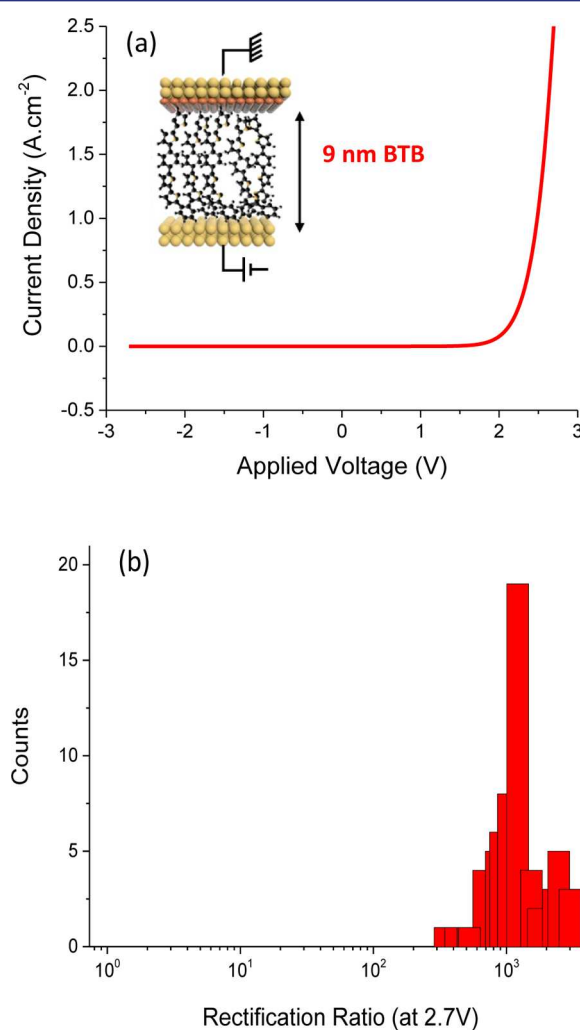 (a)
9 nm BTB
2.5
2.0
1.5
1.0
0.5
0.0
-0.5
-3 -2 -1 0 1 2 3
Current Density (A.cm⁻²)
Applied Voltage (V)
(b)
20
15
10
5
0
10⁰ 10¹ 10² 10³
Counts
Rectification Ratio (at 2.7V)